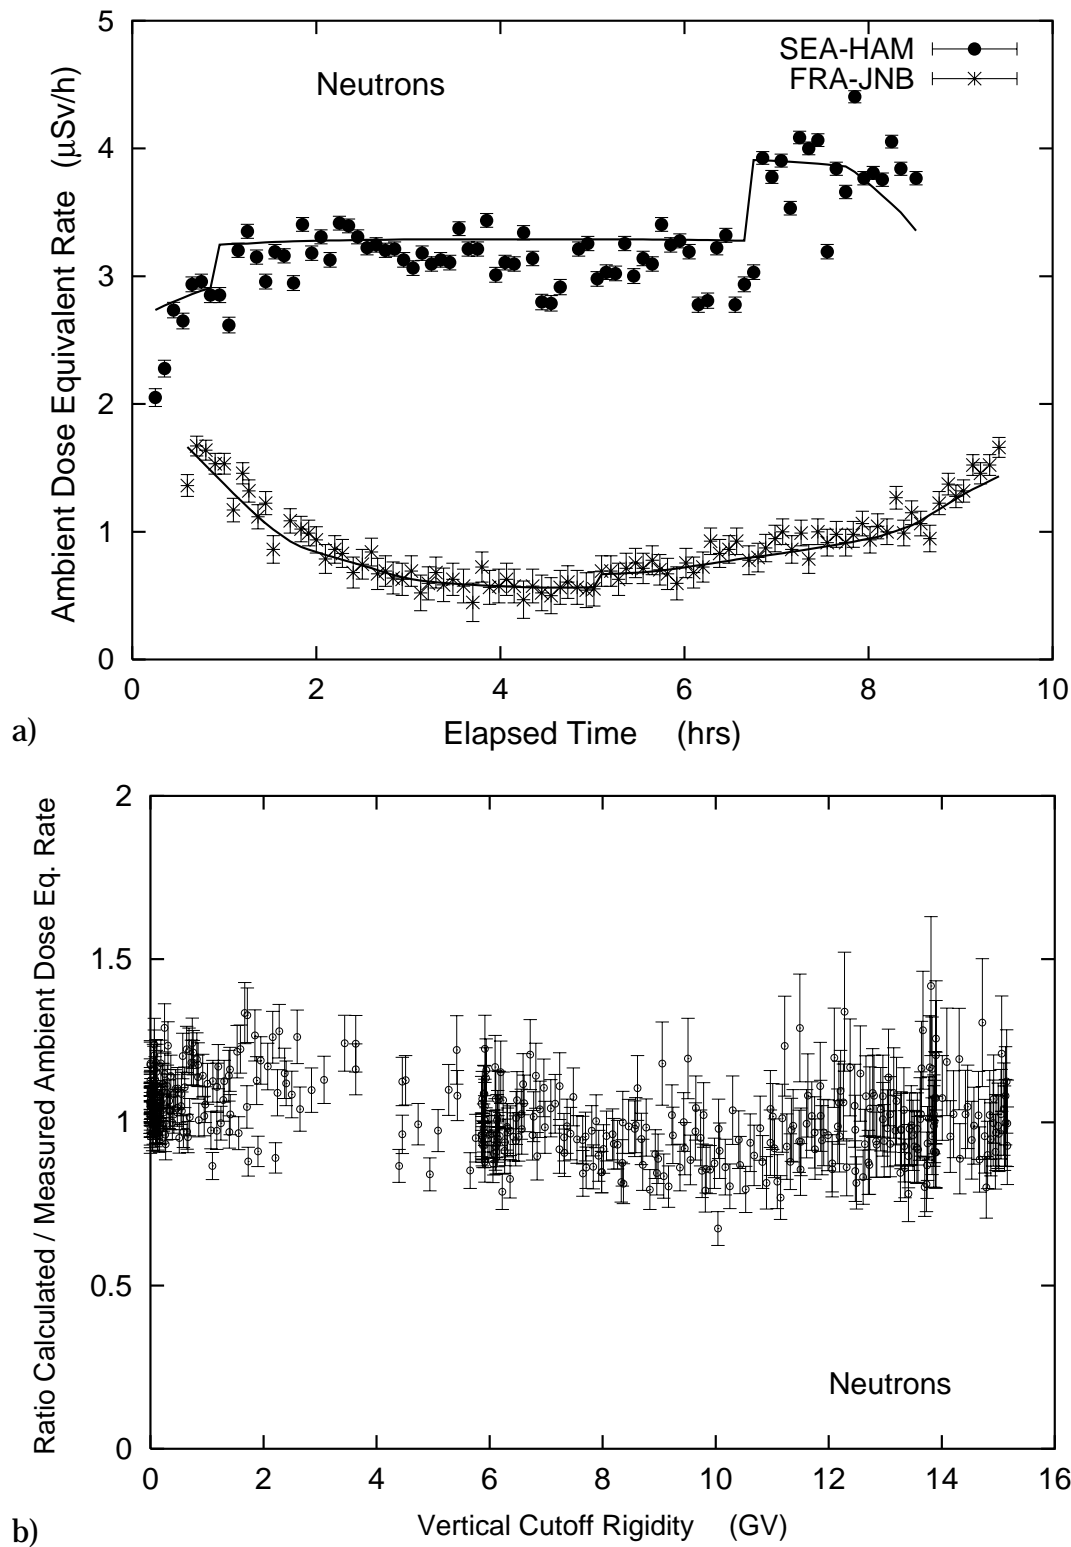 5
4
3
2
1
0
Ambient Dose Equivalent Rate (μSv/h)
Neutrons
SEA-HAM
FRA-JNB
0 2 4 6 8 10
Elapsed Time (hrs)
a)
2
1.5
1
0.5
0
Ratio Calculated / Measured Ambient Dose Eq. Rate
Neutrons
0 2 4 6 8 10 12 14 16
Vertical Cutoff Rigidity (GV)
b)